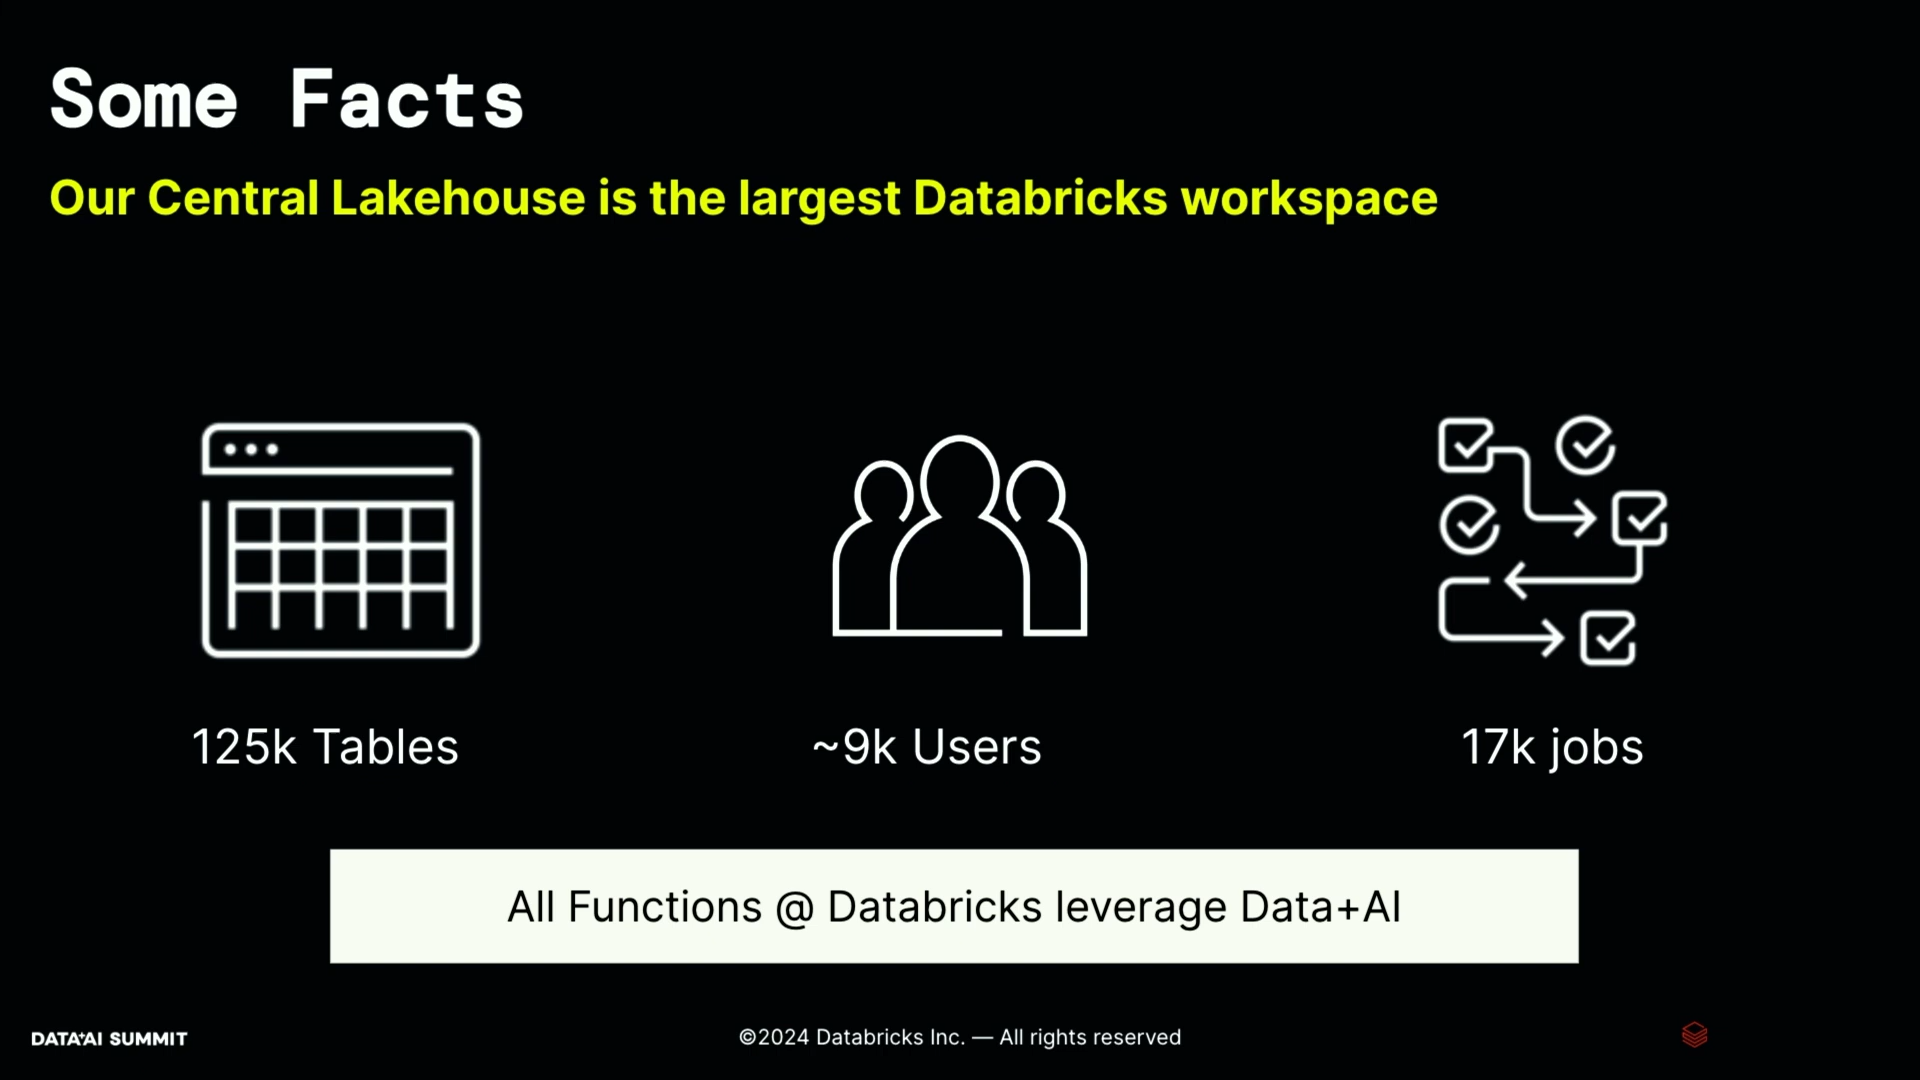 Some Facts
Our Central Lakehouse is the largest Databricks workspace
125k Tables
~9k Users
17k jobs
All Functions @ Databricks leverage Data+AI
DATA+AI SUMMIT
©2024 Databricks Inc. — All rights reserved